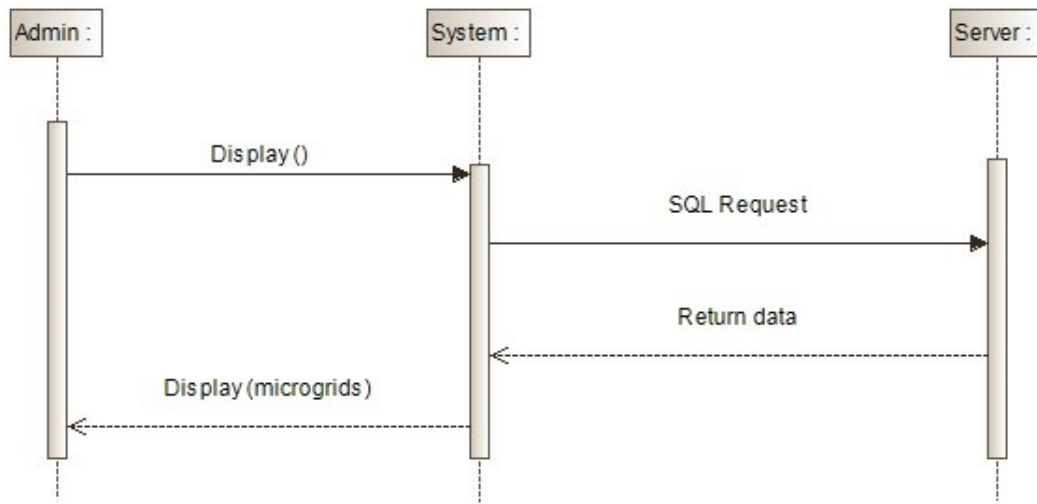 Admin :
System :
Server :
Display ()
SQL Request
Return data
Display (microgrids)